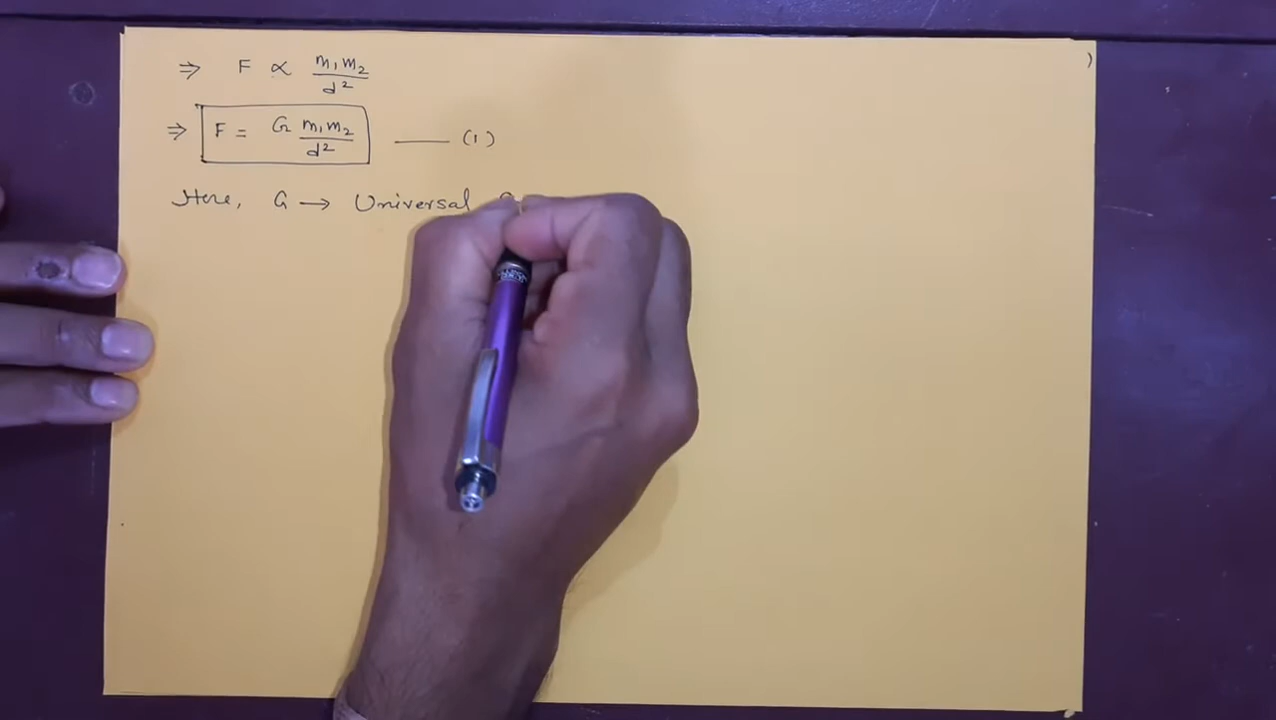 ⇒ F ∝ m₁m₂/d²
⇒ F = G m₁m₂/d² —— (1)
Here, G → Universal